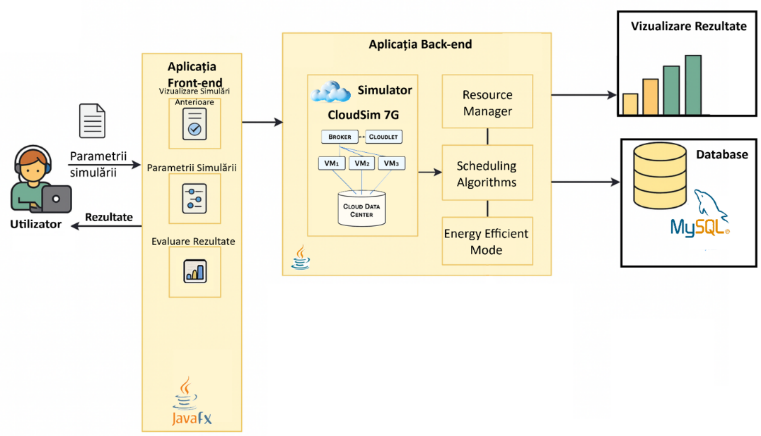 Parametrii
simulării
Utilizator
Rezultate
Aplicația
Front-end
Vizualizare Simulări
Anterioare
Parametrii Simulării
Evaluare Rezultate
JavaFX
Aplicația Back-end
Simulator
CloudSim 7G
BROKER
CLOUDLET
VM₁
VM₂
VM₃
CLOUD DATA
CENTER
Resource
Manager
Scheduling
Algorithms
Energy Efficient
Mode
Vizualizare Rezultate
Database
MySQL®